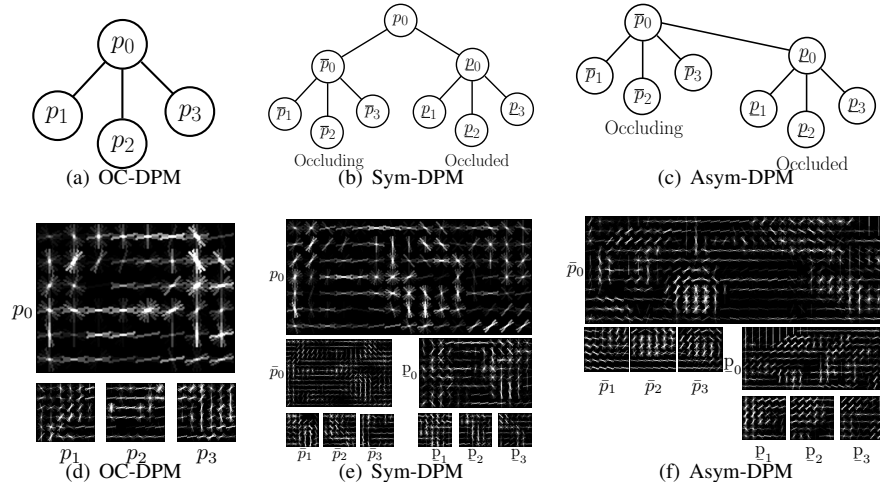 p₀
p₁
p₂
p₃
(a) OC-DPM
p₀
p̄₀
p̲₀
p̄₁
p̄₂
p̄₃
p̲₁
p̲₂
p̲₃
Occluding
Occluded
(b) Sym-DPM
p̄₀
p̄₁
p̄₂
p̄₃
Occluding
p̲₀
p̲₁
p̲₂
p̲₃
Occluded
(c) Asym-DPM
p₀
p₁ p₂ p₃
(d) OC-DPM
p₀
p̄₀
p̲₀
p̄₁ p̄₂ p̄₃
p̲₁ p̲₂ p̲₃
(e) Sym-DPM
p̄₀
p̄₁ p̄₂ p̄₃
p̲₀
p̲₁ p̲₂ p̲₃
(f) Asym-DPM